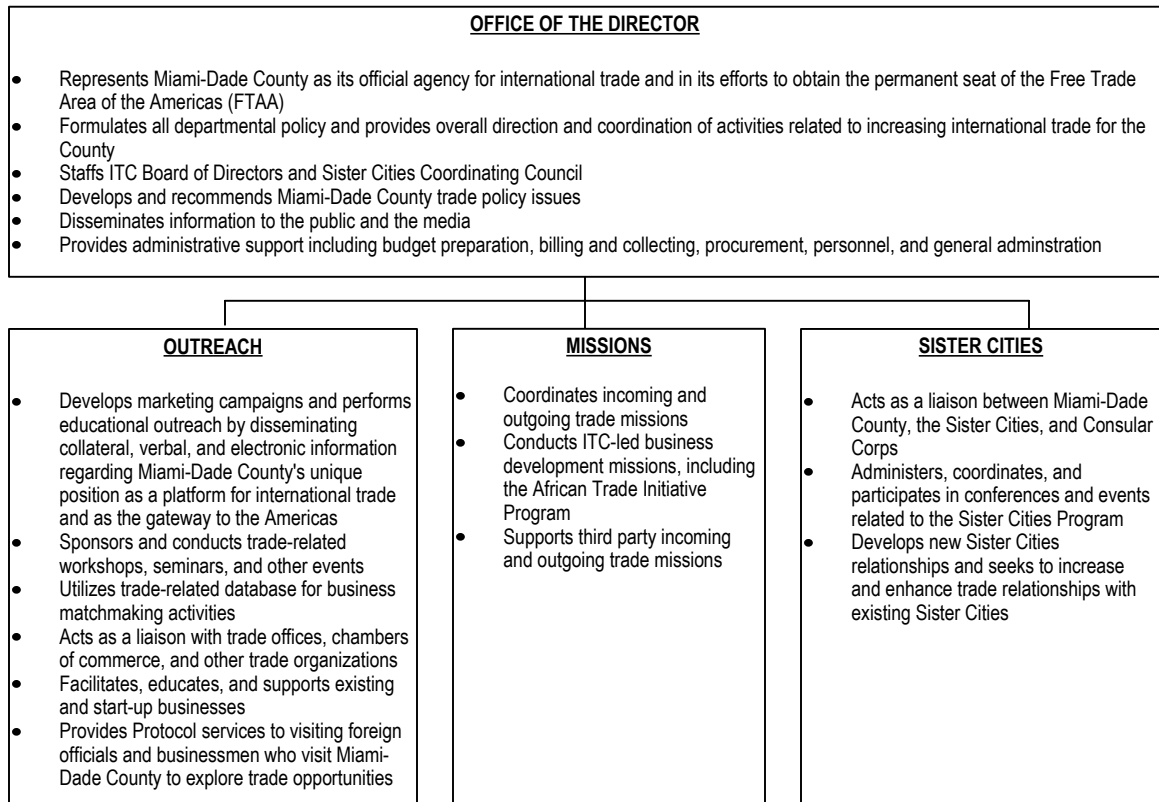 OFFICE OF THE DIRECTOR
• Represents Miami-Dade County as its official agency for international trade and in its efforts to obtain the permanent seat of the Free Trade
Area of the Americas (FTAA)
• Formulates all departmental policy and provides overall direction and coordination of activities related to increasing international trade for the
County
• Staffs ITC Board of Directors and Sister Cities Coordinating Council
• Develops and recommends Miami-Dade County trade policy issues
• Disseminates information to the public and the media
• Provides administrative support including budget preparation, billing and collecting, procurement, personnel, and general adminstration
OUTREACH
• Develops marketing campaigns and performs
educational outreach by disseminating
collateral, verbal, and electronic information
regarding Miami-Dade County's unique
position as a platform for international trade
and as the gateway to the Americas
• Sponsors and conducts trade-related
workshops, seminars, and other events
• Utilizes trade-related database for business
matchmaking activities
• Acts as a liaison with trade offices, chambers
of commerce, and other trade organizations
• Facilitates, educates, and supports existing
and start-up businesses
• Provides Protocol services to visiting foreign
officials and businessmen who visit Miami-
Dade County to explore trade opportunities
MISSIONS
• Coordinates incoming and
outgoing trade missions
• Conducts ITC-led business
development missions, including
the African Trade Initiative
Program
• Supports third party incoming
and outgoing trade missions
SISTER CITIES
• Acts as a liaison between Miami-Dade
County, the Sister Cities, and Consular
Corps
• Administers, coordinates, and
participates in conferences and events
related to the Sister Cities Program
• Develops new Sister Cities
relationships and seeks to increase
and enhance trade relationships with
existing Sister Cities